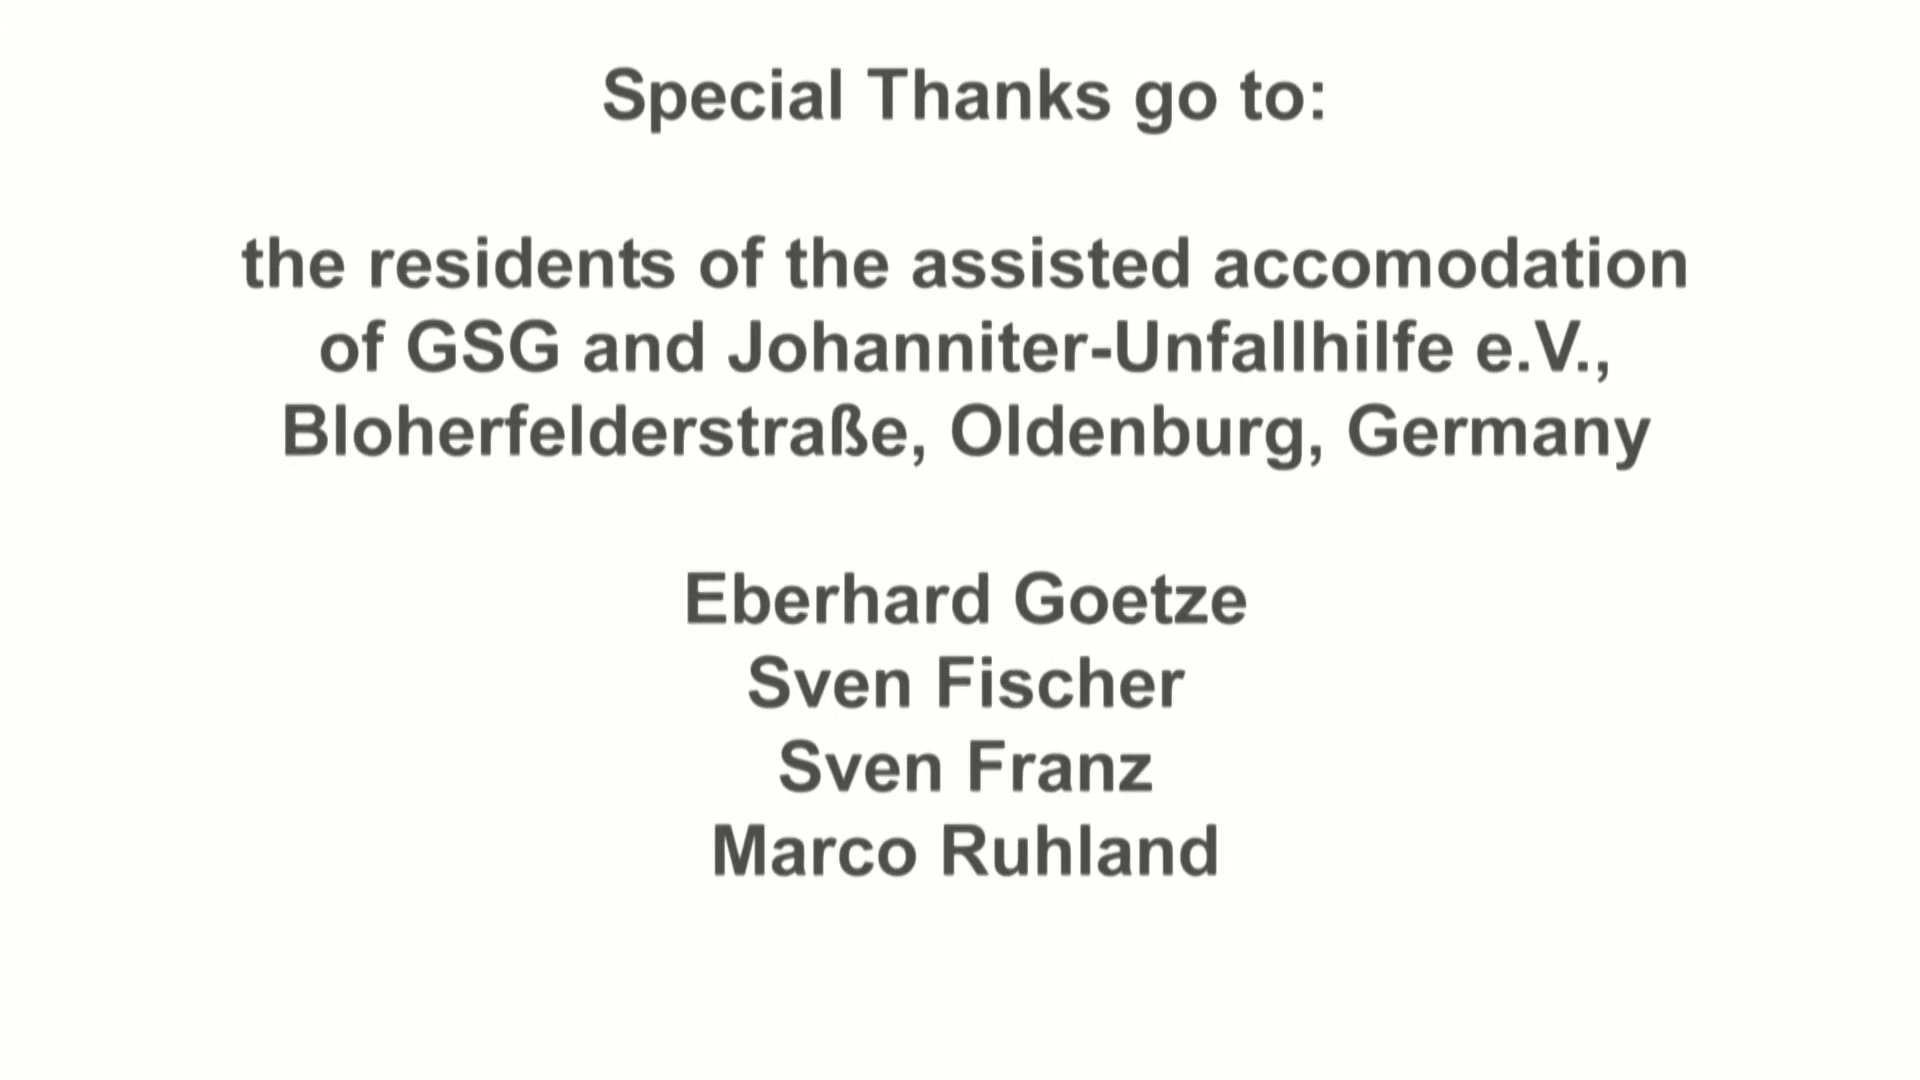 Special Thanks go to:
the residents of the assisted accomodation
of GSG and Johanniter-Unfallhilfe e.V.,
Bloherfelderstraße, Oldenburg, Germany
Eberhard Goetze
Sven Fischer
Sven Franz
Marco Ruhland